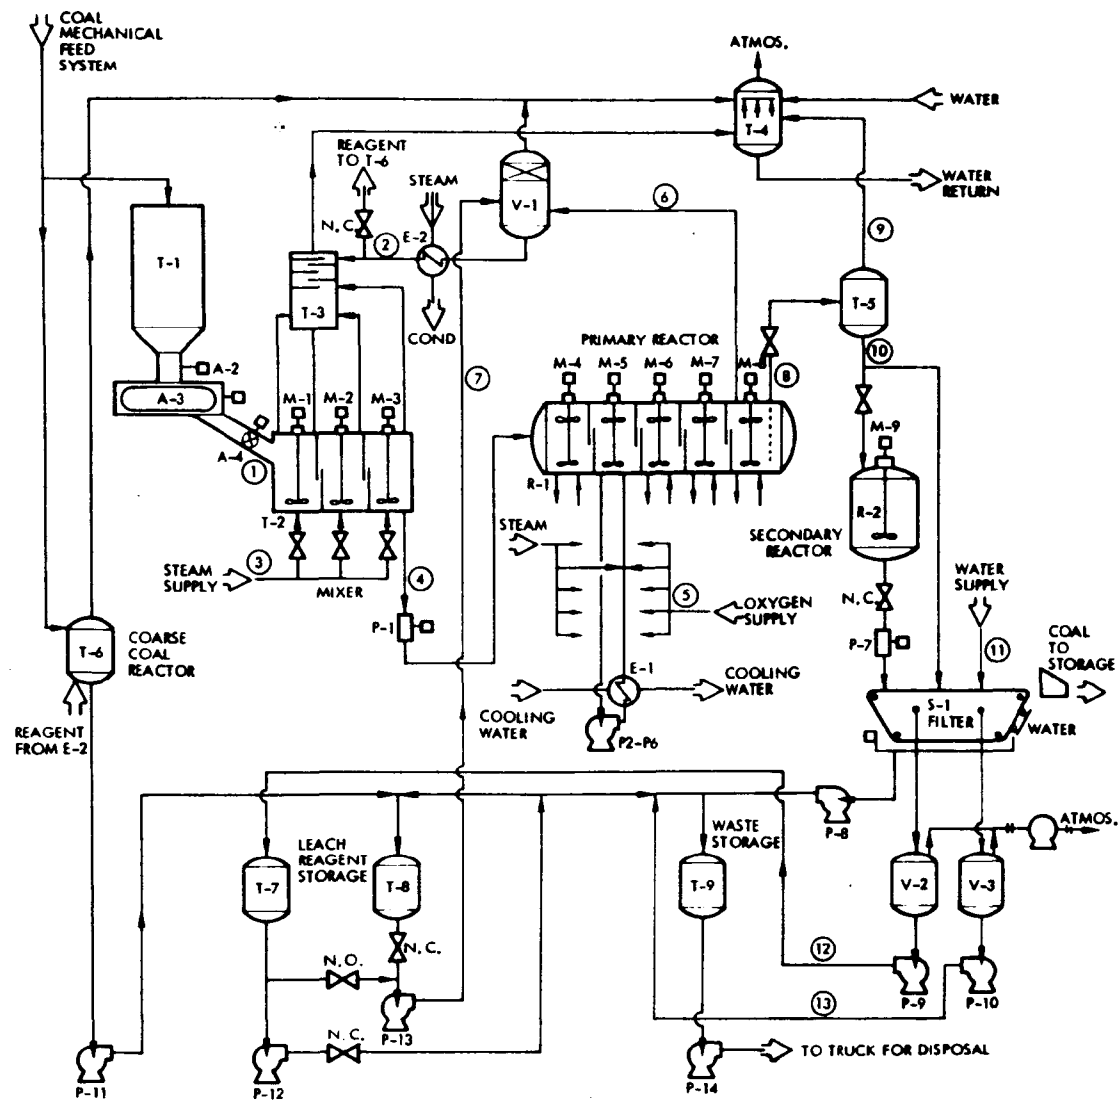 COAL
MECHANICAL
FEED
SYSTEM
ATMOS.
WATER
T-4
REAGENT
TO T-6
STEAM
WATER
RETURN
V-1
6
N.C.
2
E-2
9
T-1
T-3
T-5
COND
PRIMARY REACTOR
10
7
A-2
M-4
M-5
M-6
M-7
M-8
8
A-3
M-1
M-2
M-3
M-9
A-4
1
R-1
R-2
T-2
STEAM
SECONDARY
REACTOR
3
STEAM
SUPPLY
MIXER
4
WATER
SUPPLY
N.C.
5
OXYGEN
SUPPLY
P-1
P-7
11
COAL
TO
STORAGE
T-6
COARSE
COAL
REACTOR
E-1
COOLING
WATER
S-1
FILTER
COOLING
WATER
WATER
REAGENT
FROM E-2
P2-P6
P-8
ATMOS.
LEACH
REAGENT
STORAGE
WASTE
STORAGE
T-7
T-8
T-9
V-2
V-3
N.C.
12
N.O.
P-9
P-10
13
P-13
N.C.
TO TRUCK FOR DISPOSAL
P-11
P-12
P-14